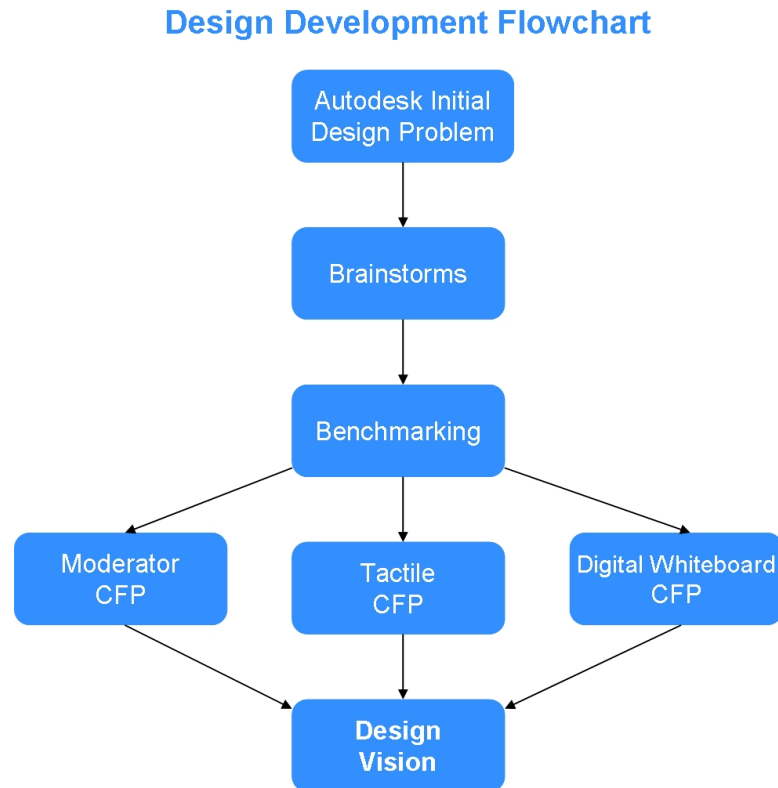 Design Development Flowchart
Autodesk Initial
Design Problem
Brainstorms
Benchmarking
Moderator
CFP
Tactile
CFP
Digital Whiteboard
CFP
Design
Vision